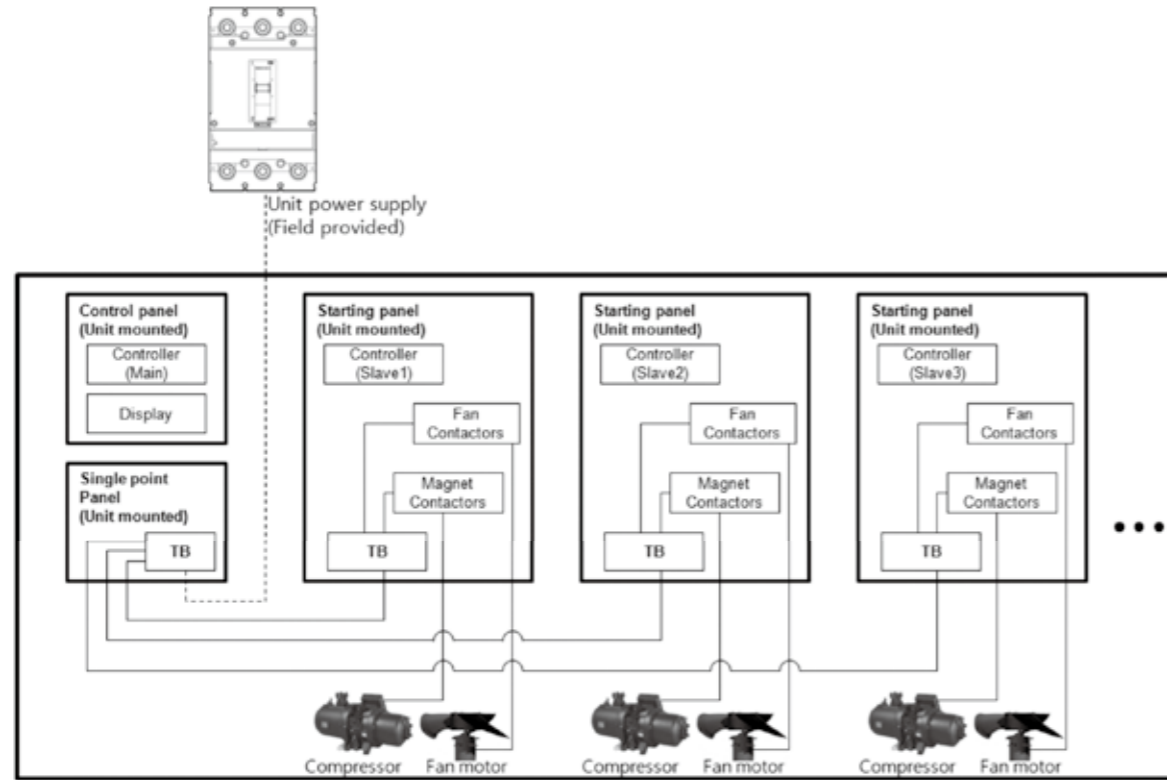 Unit power supply
(Field provided)
Control panel
(Unit mounted)
Controller
(Main)
Display
Single point
Panel
(Unit mounted)
TB
Starting panel
(Unit mounted)
Controller
(Slave1)
Fan
Contactors
Magnet
Contactors
TB
Starting panel
(Unit mounted)
Controller
(Slave2)
Fan
Contactors
Magnet
Contactors
TB
Starting panel
(Unit mounted)
Controller
(Slave3)
Fan
Contactors
Magnet
Contactors
TB
Compressor
Fan motor
Compressor
Fan motor
Compressor
Fan motor